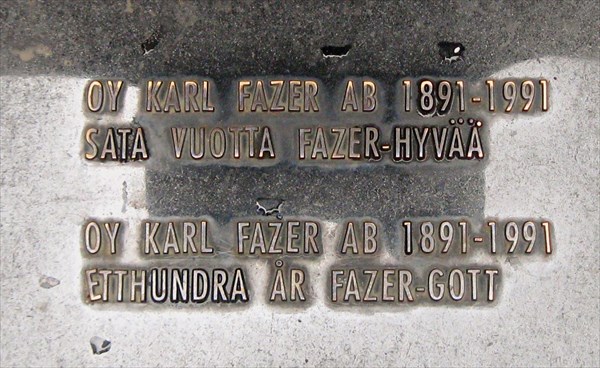 OY KARL FAZER AB 1891-1991
SATA VUOTTA FAZER-HYVÄÄ
OY KARL FAZER AB 1891-1991
ETTHUNDRA ÅR FAZER-GOTT